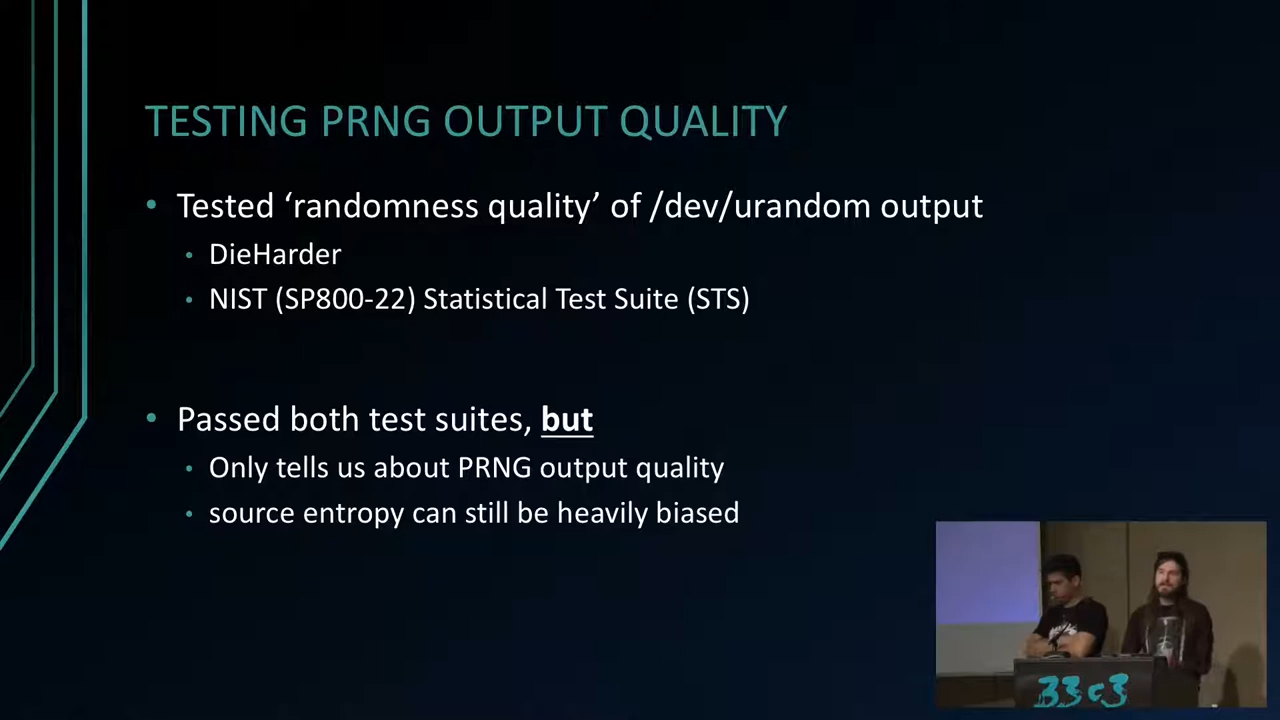 TESTING PRNG OUTPUT QUALITY
• Tested ‘randomness quality’ of /dev/urandom output
• DieHarder
• NIST (SP800-22) Statistical Test Suite (STS)
• Passed both test suites, but
• Only tells us about PRNG output quality
• source entropy can still be heavily biased
33c3